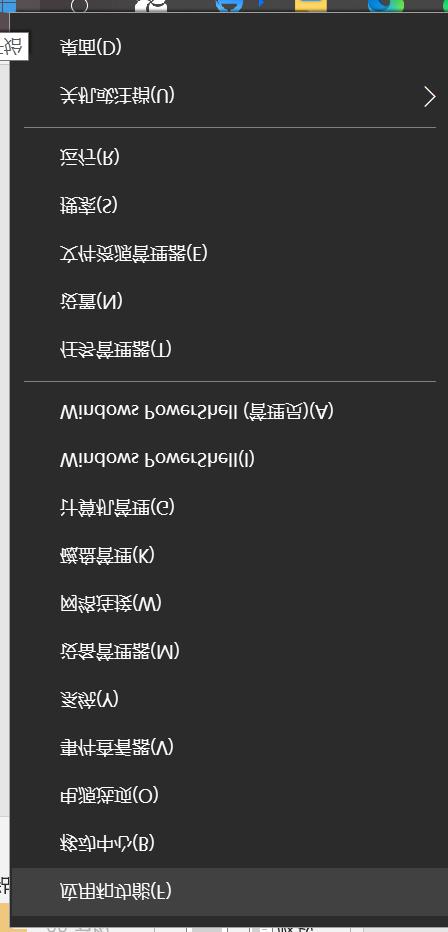 开始
桌面(D)
关机或注销(U)
运行(R)
搜索(S)
文件资源管理器(E)
设置(N)
任务管理器(T)
Windows PowerShell (管理员)(A)
Windows PowerShell(I)
计算机管理(G)
磁盘管理(K)
网络连接(W)
设备管理器(M)
系统(Y)
事件查看器(V)
电源选项(O)
移动中心(B)
应用和功能(F)